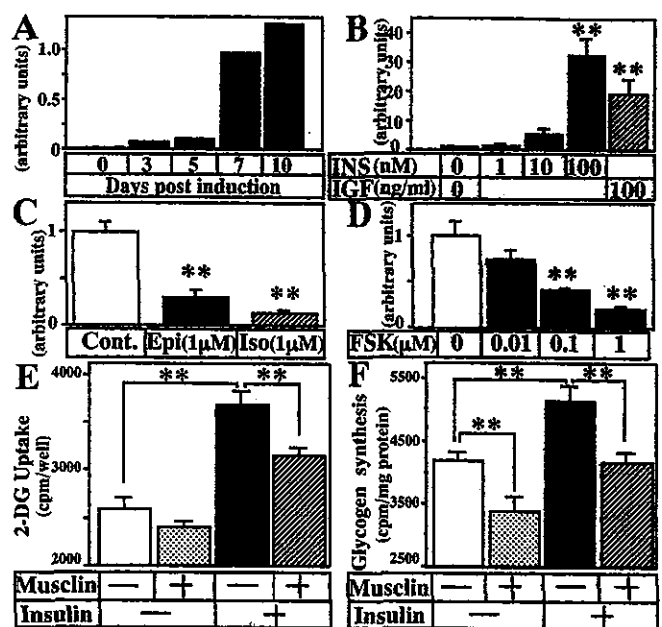 A
(arbitrary units)
1.0
0.5
0
0 3 5 7 10
Days post induction
B
(arbitrary units)
40
30
20
10
0
** **
INS (nM) 0 1 10 100
IGF (ng/ml) 0 100
C
(arbitrary units)
1
0
** **
Cont. Epi(1μM) Iso(1μM)
D
(arbitrary units)
1
0
** **
FSK(μM) 0 0.01 0.1 1
E
2-DG Uptake
(cpm/well)
4000
3000
2000
** **
Musclin — + — +
Insulin — +
F
Glycogen synthesis
(cpm/mg protein)
5500
4500
3500
2500
** ** **
Musclin — + — +
Insulin — +